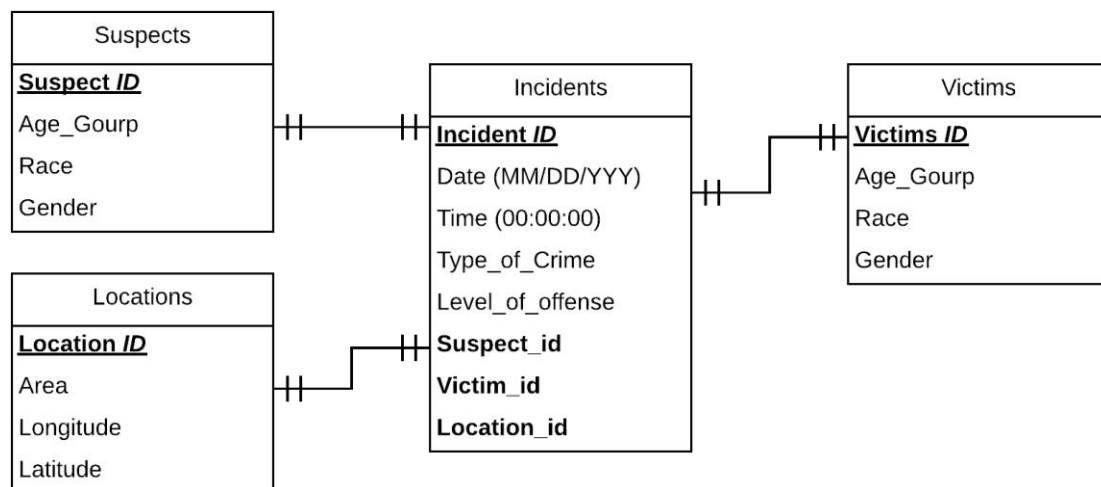 Suspects
Suspect ID
Age_Gourp
Race
Gender
Locations
Location ID
Area
Longitude
Latitude
Incidents
Incident ID
Date (MM/DD/YYY)
Time (00:00:00)
Type_of_Crime
Level_of_offense
Suspect_id
Victim_id
Location_id
Victims
Victims ID
Age_Gourp
Race
Gender